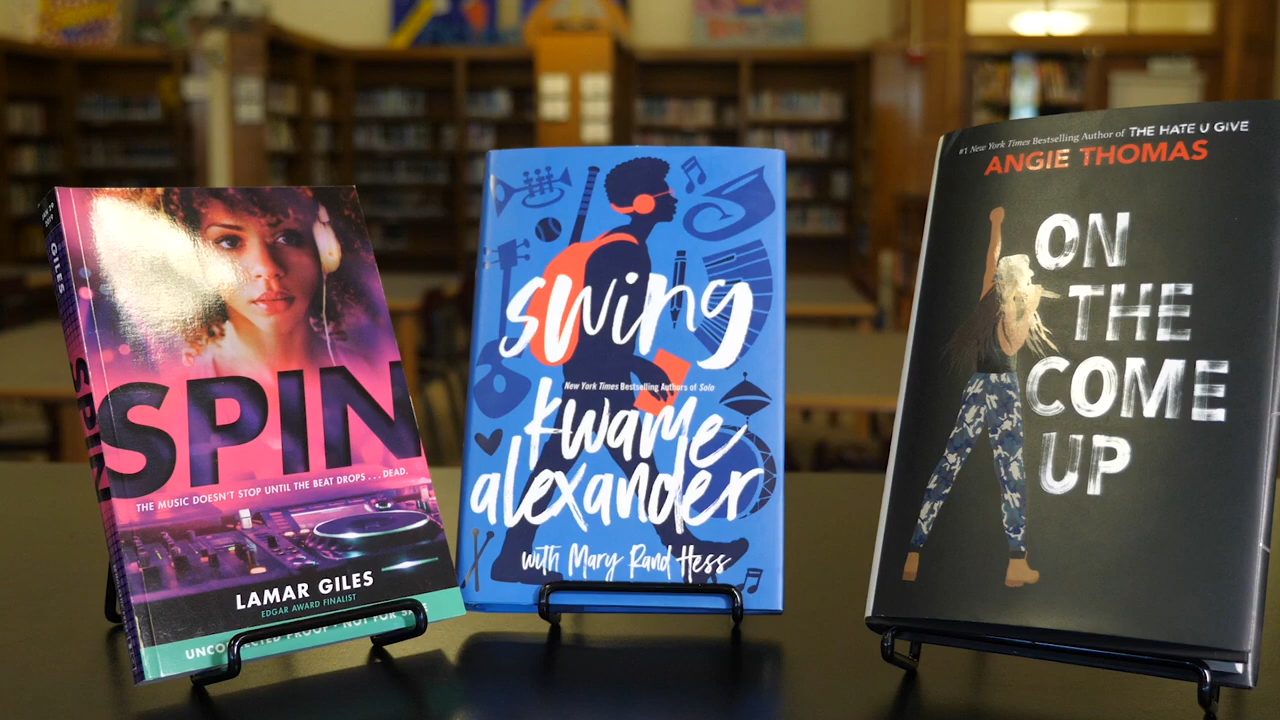 GILES
SPIN
SPIN
THE MUSIC DOESN'T STOP UNTIL THE BEAT DROPS . . . DEAD.
LAMAR GILES
EDGAR AWARD FINALIST
UNCORRECTED PROOF • NOT FOR SALE
swing
New York Times Bestselling Authors of Solo
kwame
alexander
with Mary Rand Hess
#1 New York Times Bestselling Author of THE HATE U GIVE
ANGIE THOMAS
ON
THE
COME
UP